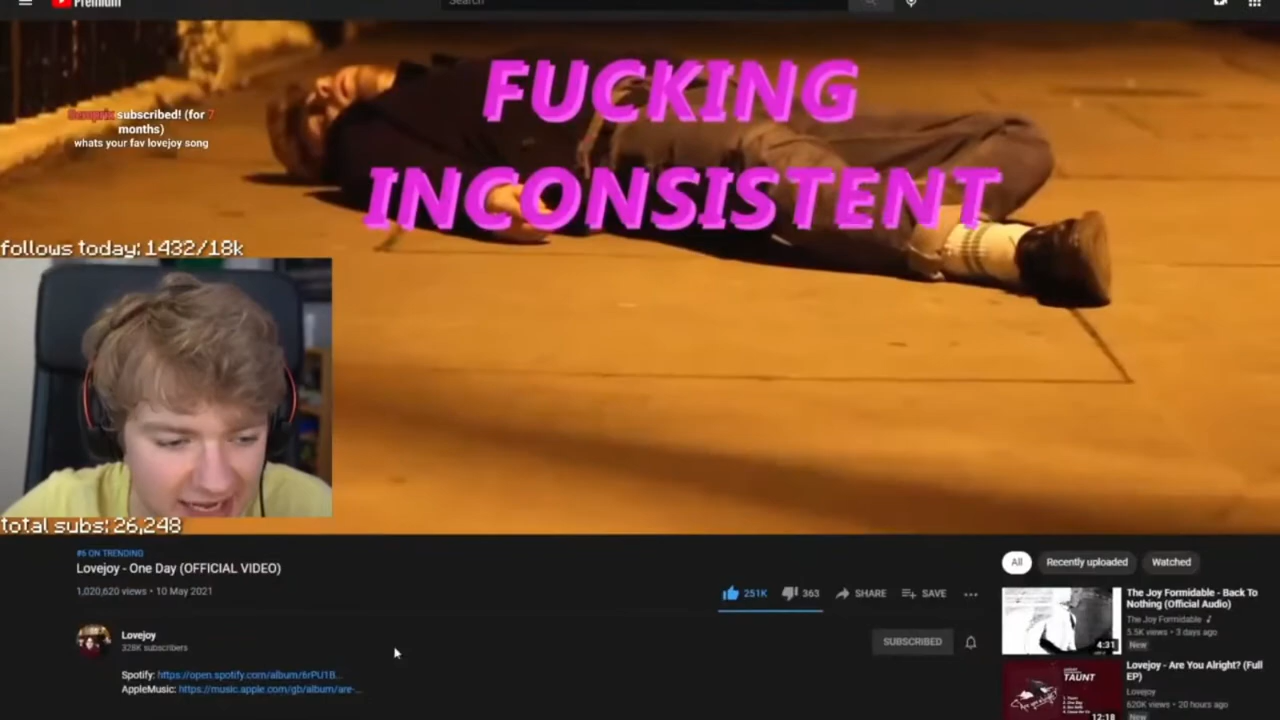 Premium
Search
FUCKING
INCONSISTENT
subscribed! (for 7
months)
whats your fav lovejoy song
follows today: 1432/18k
total subs: 26,248
#6 ON TRENDING
Lovejoy - One Day (OFFICIAL VIDEO)
1,020,620 views • 10 May 2021
251K
363
SHARE
SAVE
Lovejoy
328K subscribers
SUBSCRIBED
Spotify: https://open.spotify.com/album/6rPU1B...
AppleMusic: https://music.apple.com/gb/album/are-...
All
Recently uploaded
Watched
The Joy Formidable - Back To
Nothing (Official Audio)
The Joy Formidable
5.5K views • 3 days ago
New
4:31
Lovejoy - Are You Alright? (Full
EP)
Lovejoy
620K views • 20 hours ago
New
TAUNT
12:18